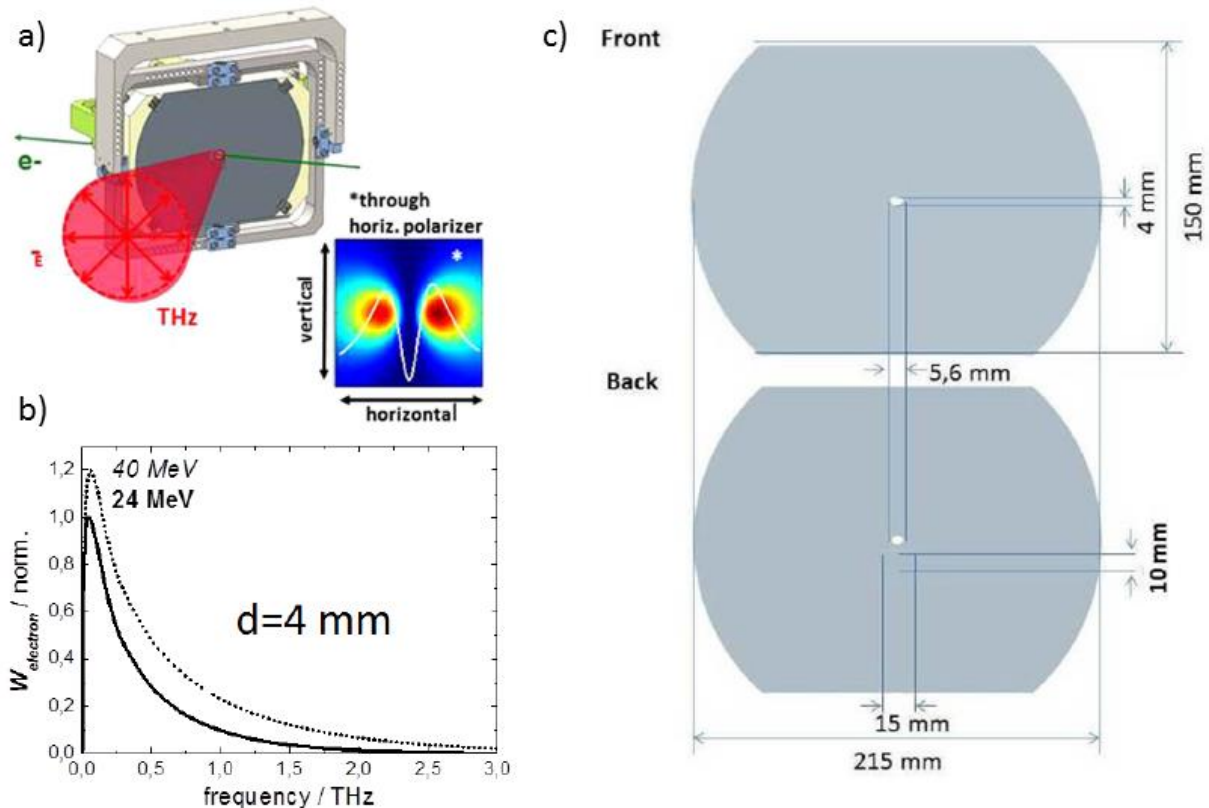 a)
e-
E
THz
*through
horiz. polarizer
*
vertical
horizontal
b)
40 MeV
24 MeV
d=4 mm
W electron / norm.
1,2
1,0
0,8
0,6
0,4
0,2
0,0
0,0 0,5 1,0 1,5 2,0 2,5 3,0
frequency / THz
c)
Front
4 mm
150 mm
5,6 mm
Back
10 mm
15 mm
215 mm